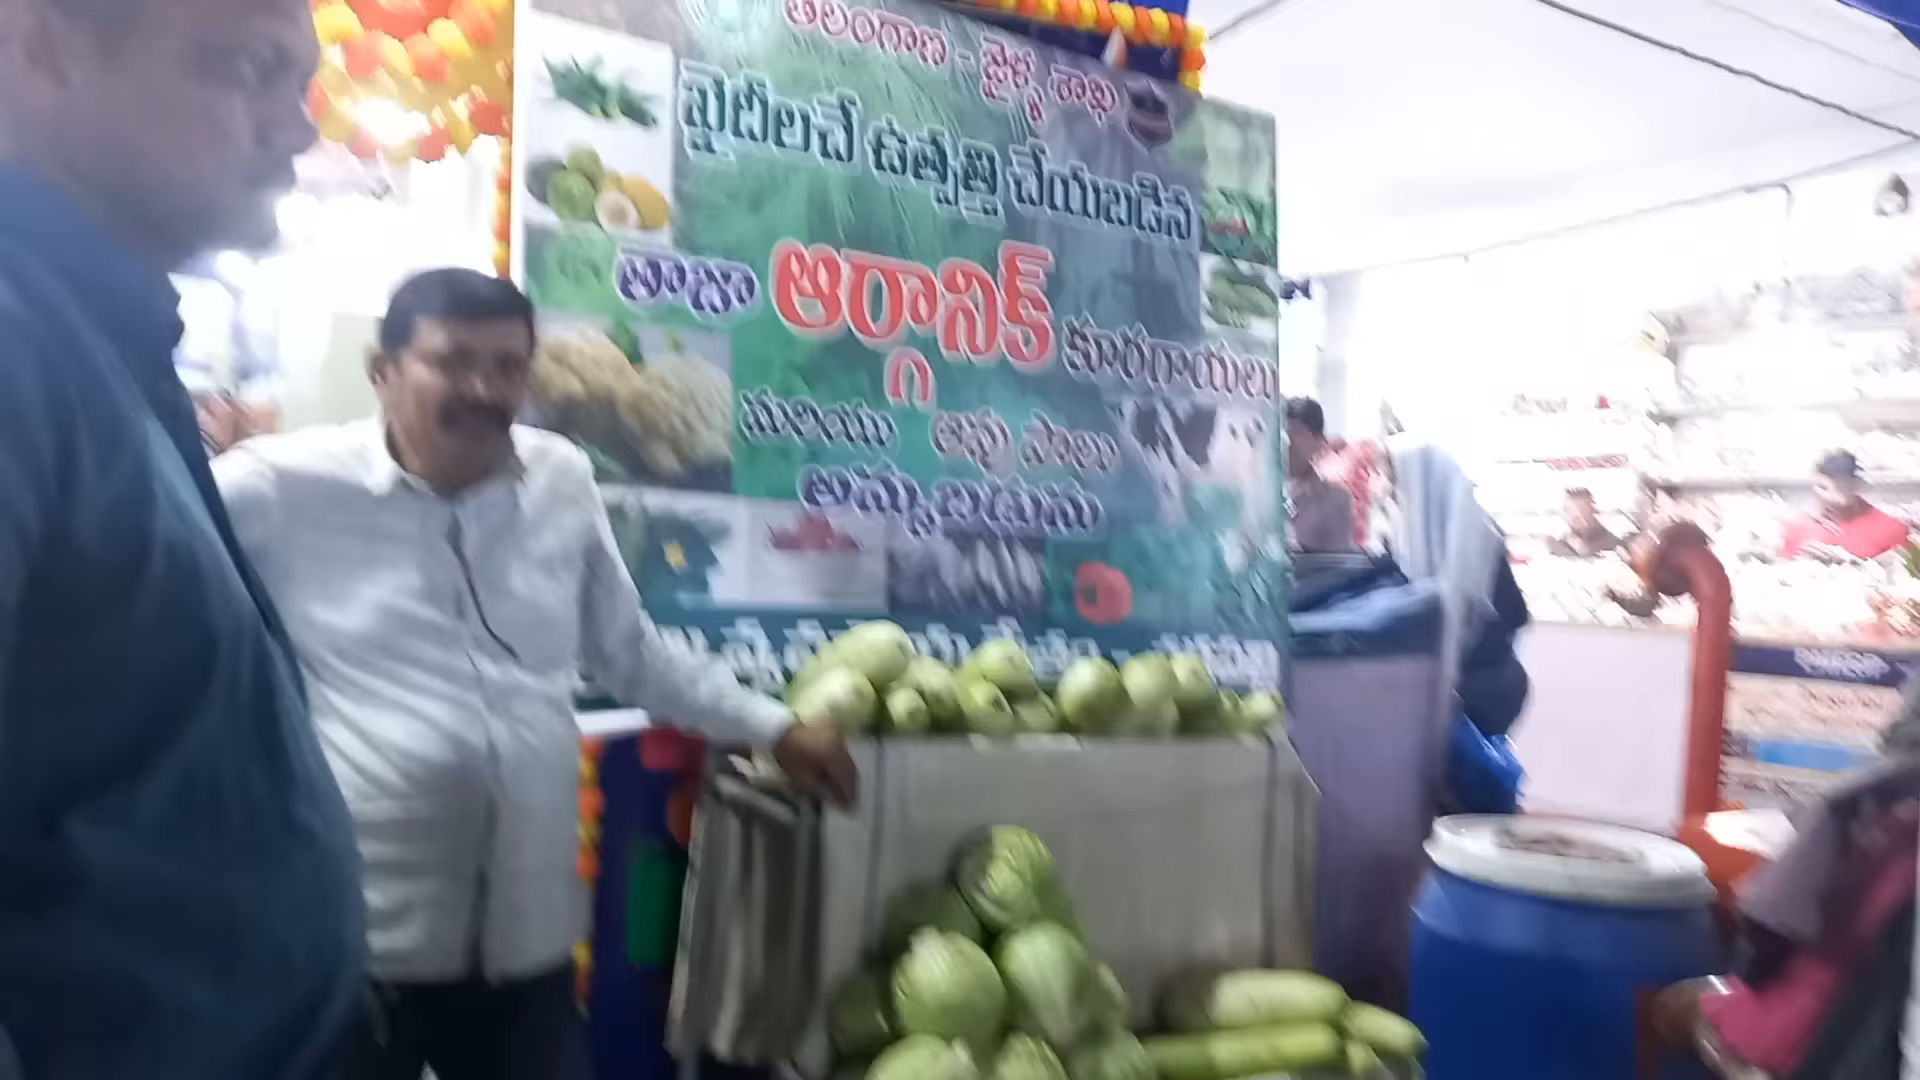 తెలంగాణ - జైళ్ళ శాఖ
ఖైదీలచే ఉత్పత్తి చేయబడిన
తాజా ఆర్గానిక్ కూరగాయలు
మరియు ఆవు పాలు
అమ్మబడును